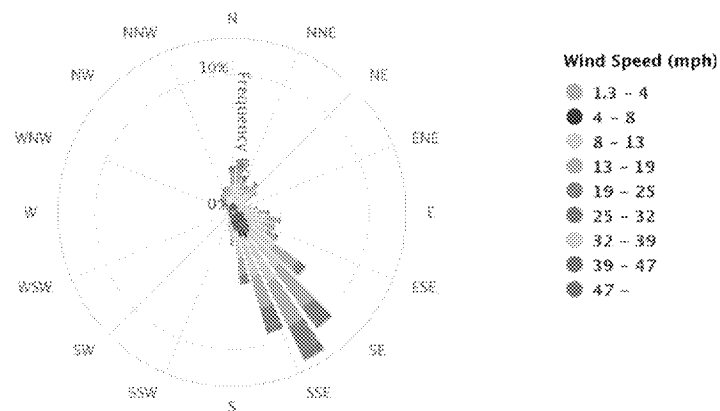 N
NNE
NE
ENE
E
ESE
SE
SSE
S
SSW
SW
WSW
W
WNW
NW
NNW
10%
Frequency
0%
Wind Speed (mph)
1.3 - 4
4 - 8
8 - 13
13 - 19
19 - 25
25 - 32
32 - 39
39 - 47
47 -